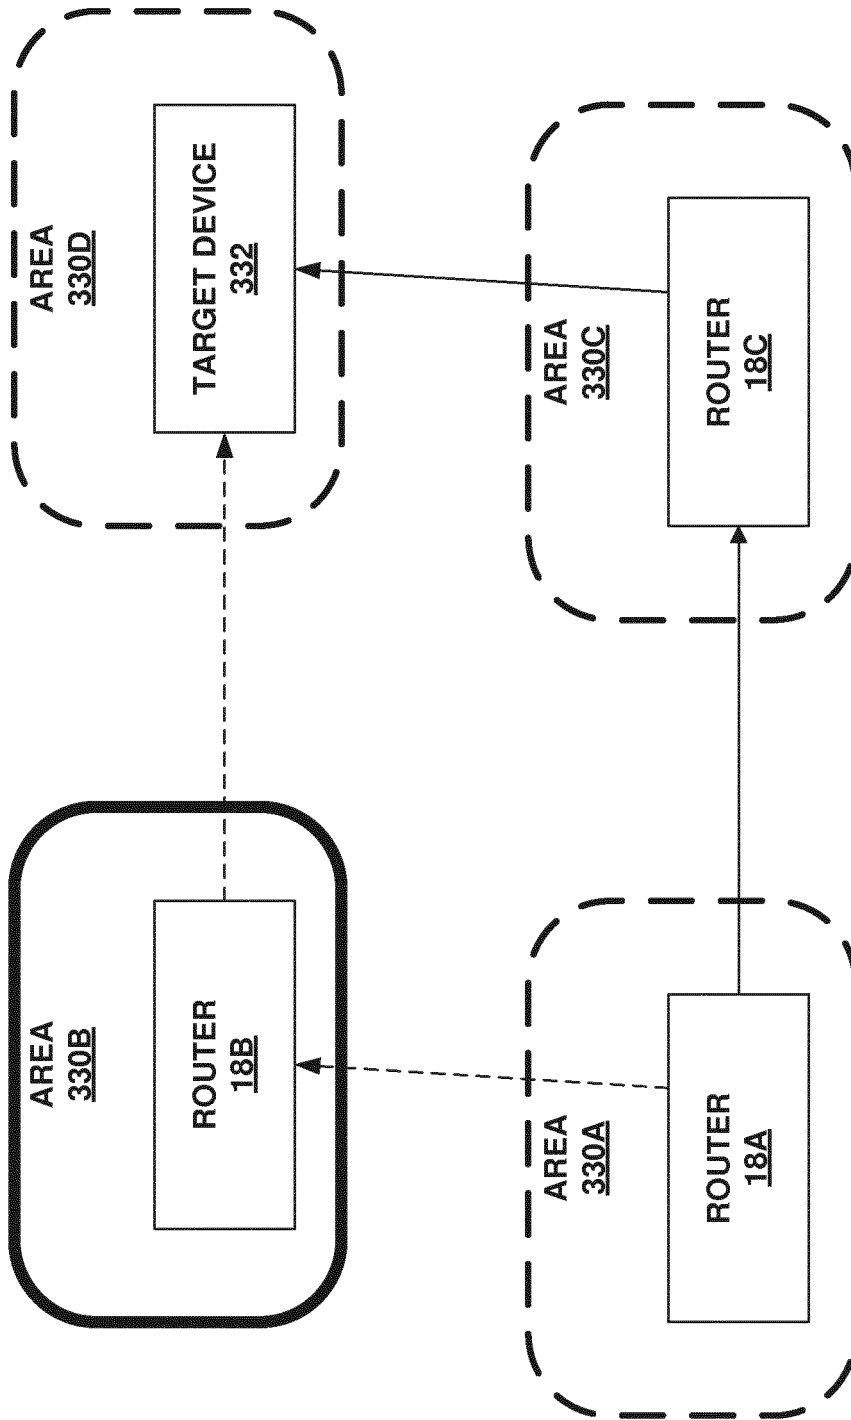 AREA
330B
ROUTER
18B
AREA
330D
TARGET DEVICE
332
AREA
330A
ROUTER
18A
AREA
330C
ROUTER
18C